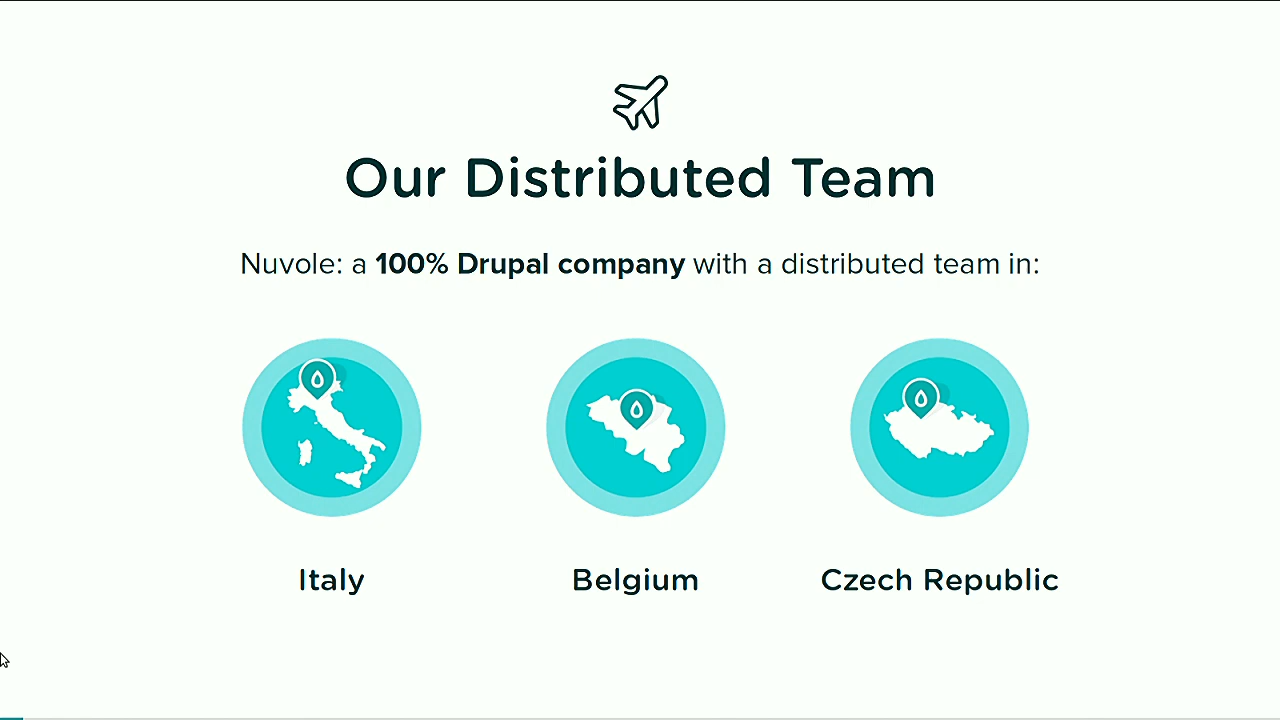 Our Distributed Team
Nuvole: a 100% Drupal company with a distributed team in:
Italy
Belgium
Czech Republic